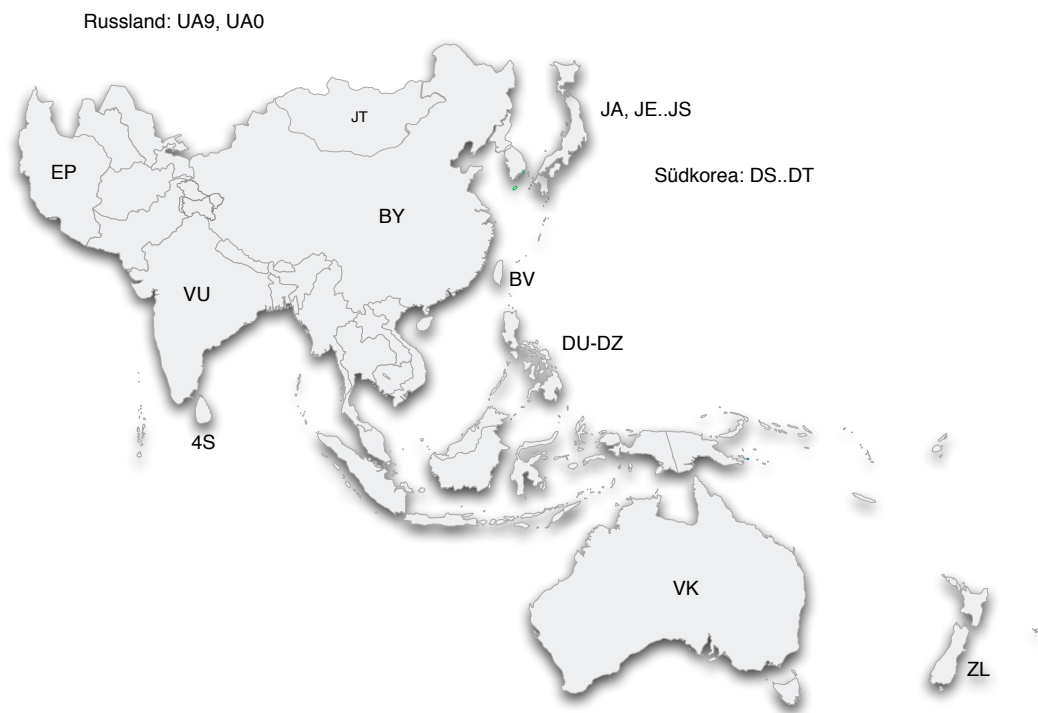 Russland: UA9, UA0
JA, JE..JS
JT
EP
Südkorea: DS..DT
BY
BV
VU
DU-DZ
4S
VK
ZL